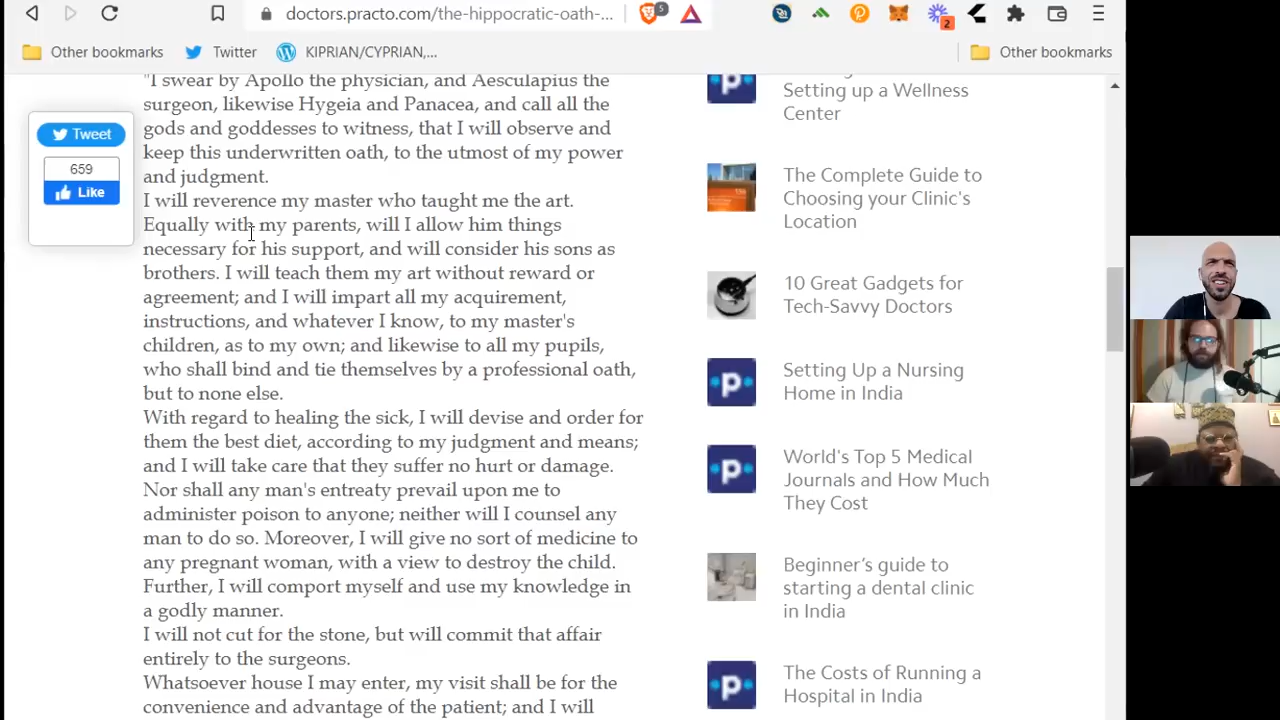 doctors.practo.com/the-hippocratic-oath-...
5
2
Other bookmarks
Twitter
KIPRIAN/CYPRIAN,...
Other bookmarks
Tweet
659
Like
"I swear by Apollo the physician, and Aesculapius the
surgeon, likewise Hygeia and Panacea, and call all the
gods and goddesses to witness, that I will observe and
keep this underwritten oath, to the utmost of my power
and judgment.
I will reverence my master who taught me the art.
Equally with my parents, will I allow him things
necessary for his support, and will consider his sons as
brothers. I will teach them my art without reward or
agreement; and I will impart all my acquirement,
instructions, and whatever I know, to my master's
children, as to my own; and likewise to all my pupils,
who shall bind and tie themselves by a professional oath,
but to none else.
With regard to healing the sick, I will devise and order for
them the best diet, according to my judgment and means;
and I will take care that they suffer no hurt or damage.
Nor shall any man's entreaty prevail upon me to
administer poison to anyone; neither will I counsel any
man to do so. Moreover, I will give no sort of medicine to
any pregnant woman, with a view to destroy the child.
Further, I will comport myself and use my knowledge in
a godly manner.
I will not cut for the stone, but will commit that affair
entirely to the surgeons.
Whatsoever house I may enter, my visit shall be for the
convenience and advantage of the patient; and I will
Setting up a Wellness
Center
The Complete Guide to
Choosing your Clinic's
Location
10 Great Gadgets for
Tech-Savvy Doctors
Setting Up a Nursing
Home in India
World's Top 5 Medical
Journals and How Much
They Cost
Beginner's guide to
starting a dental clinic
in India
The Costs of Running a
Hospital in India